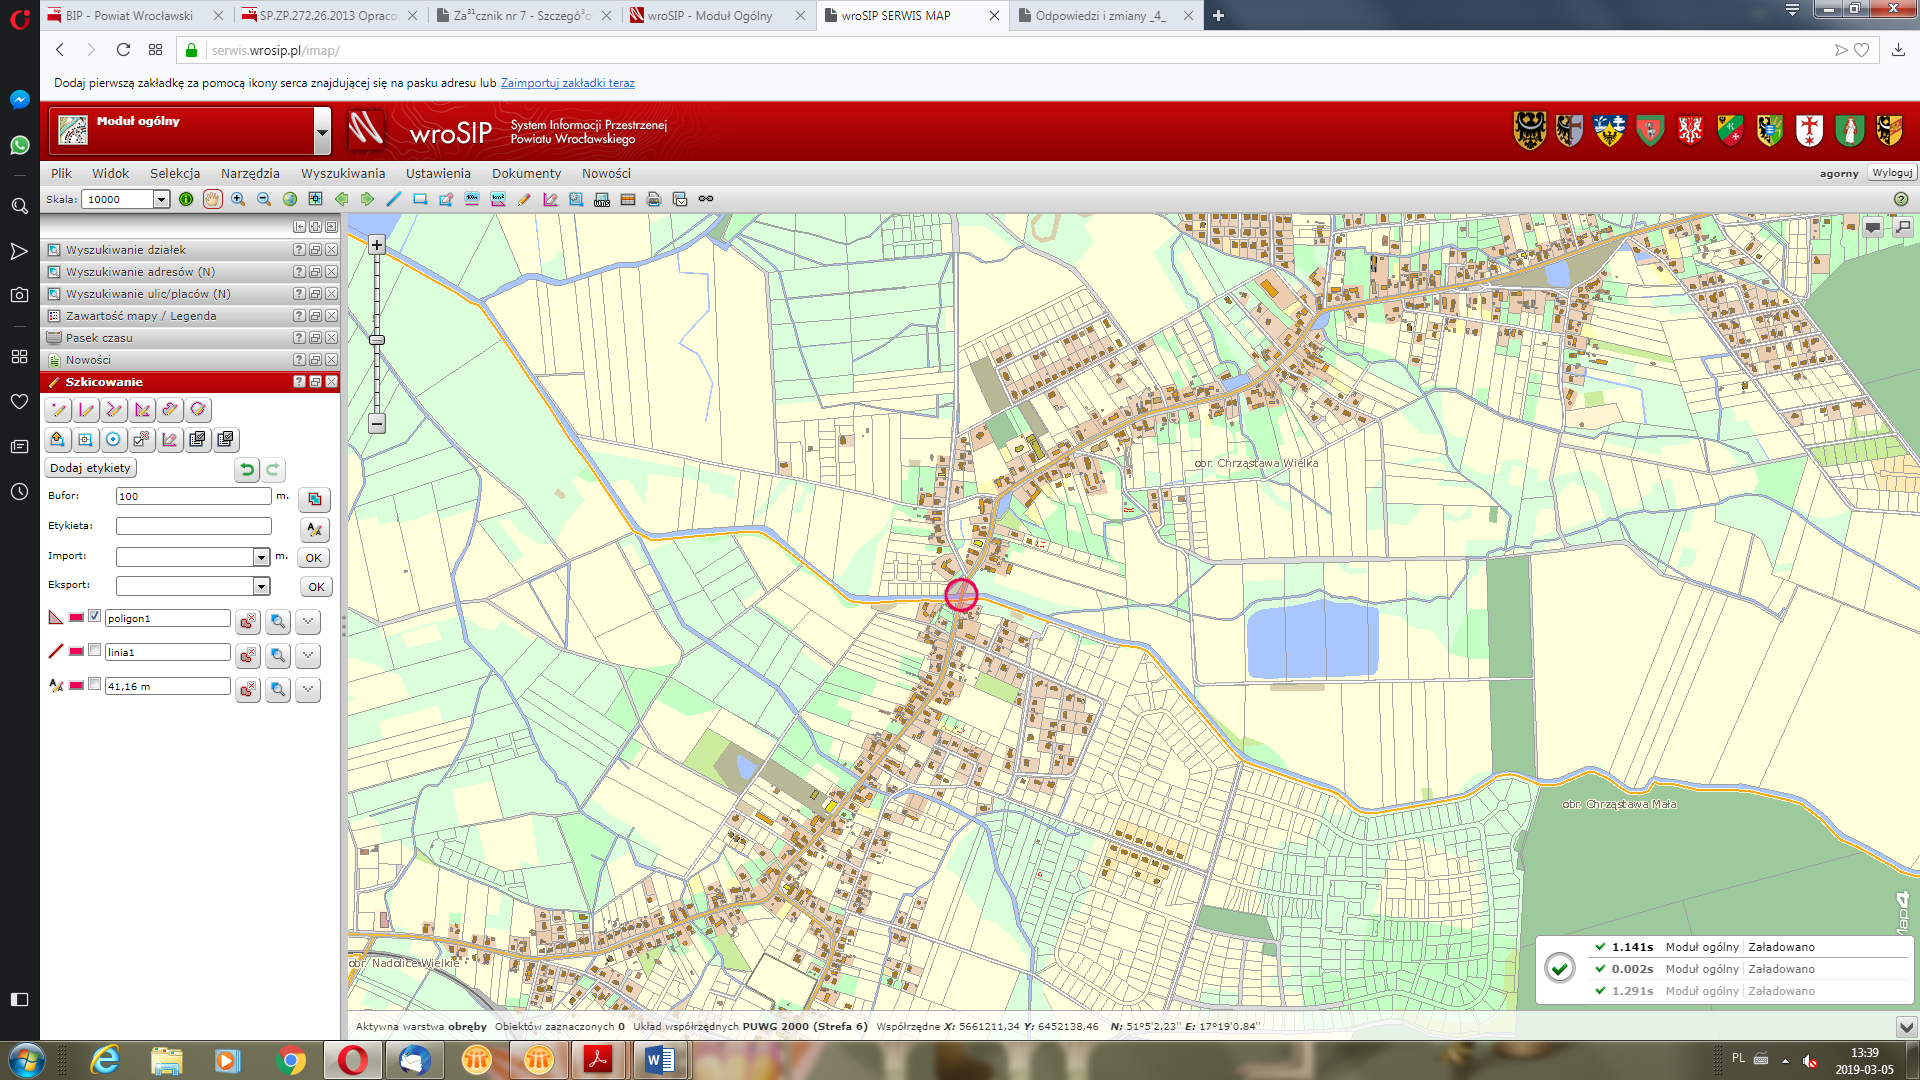 BIP - Powiat Wrocławski
SP.ZP.272.26.2013 Opraco
Za³¹cznik nr 7 - Szczegó³o
wroSIP - Moduł Ogólny
wroSIP SERWIS MAP
Odpowiedzi i zmiany _4_
serwis.wrosip.pl/imap/
Dodaj pierwszą zakładkę za pomocą ikony serca znajdującej się na pasku adresu lub Zaimportuj zakładki teraz
Moduł ogólny
wroSIP
System Informacji Przestrzenej
Powiatu Wrocławskiego
Plik Widok Selekcja Narzędzia Wyszukiwania Ustawienia Dokumenty Nowości
agorny Wyloguj
Skala: 10000
Wyszukiwanie działek
Wyszukiwanie adresów (N)
Wyszukiwanie ulic/placów (N)
Zawartość mapy / Legenda
Pasek czasu
Nowości
Szkicowanie
Dodaj etykiety
Bufor: 100 m.
Etykieta:
Import: m. OK
Eksport: OK
poligon1
linia1
41,16 m
obr. Chrząstawa Wielka
obr. Chrząstawa Mała
obr. Nadolice Wielkie
1.141s Moduł ogólny Załadowano
0.002s Moduł ogólny Załadowano
1.291s Moduł ogólny Załadowano
Aktywna warstwa obręby Obiektów zaznaczonych 0 Układ współrzędnych PUWG 2000 (Strefa 6) Współrzędne X: 5661211,34 Y: 6452138,46 N: 51°5'2.23'' E: 17°19'0.84''
PL
13:39
2019-03-05